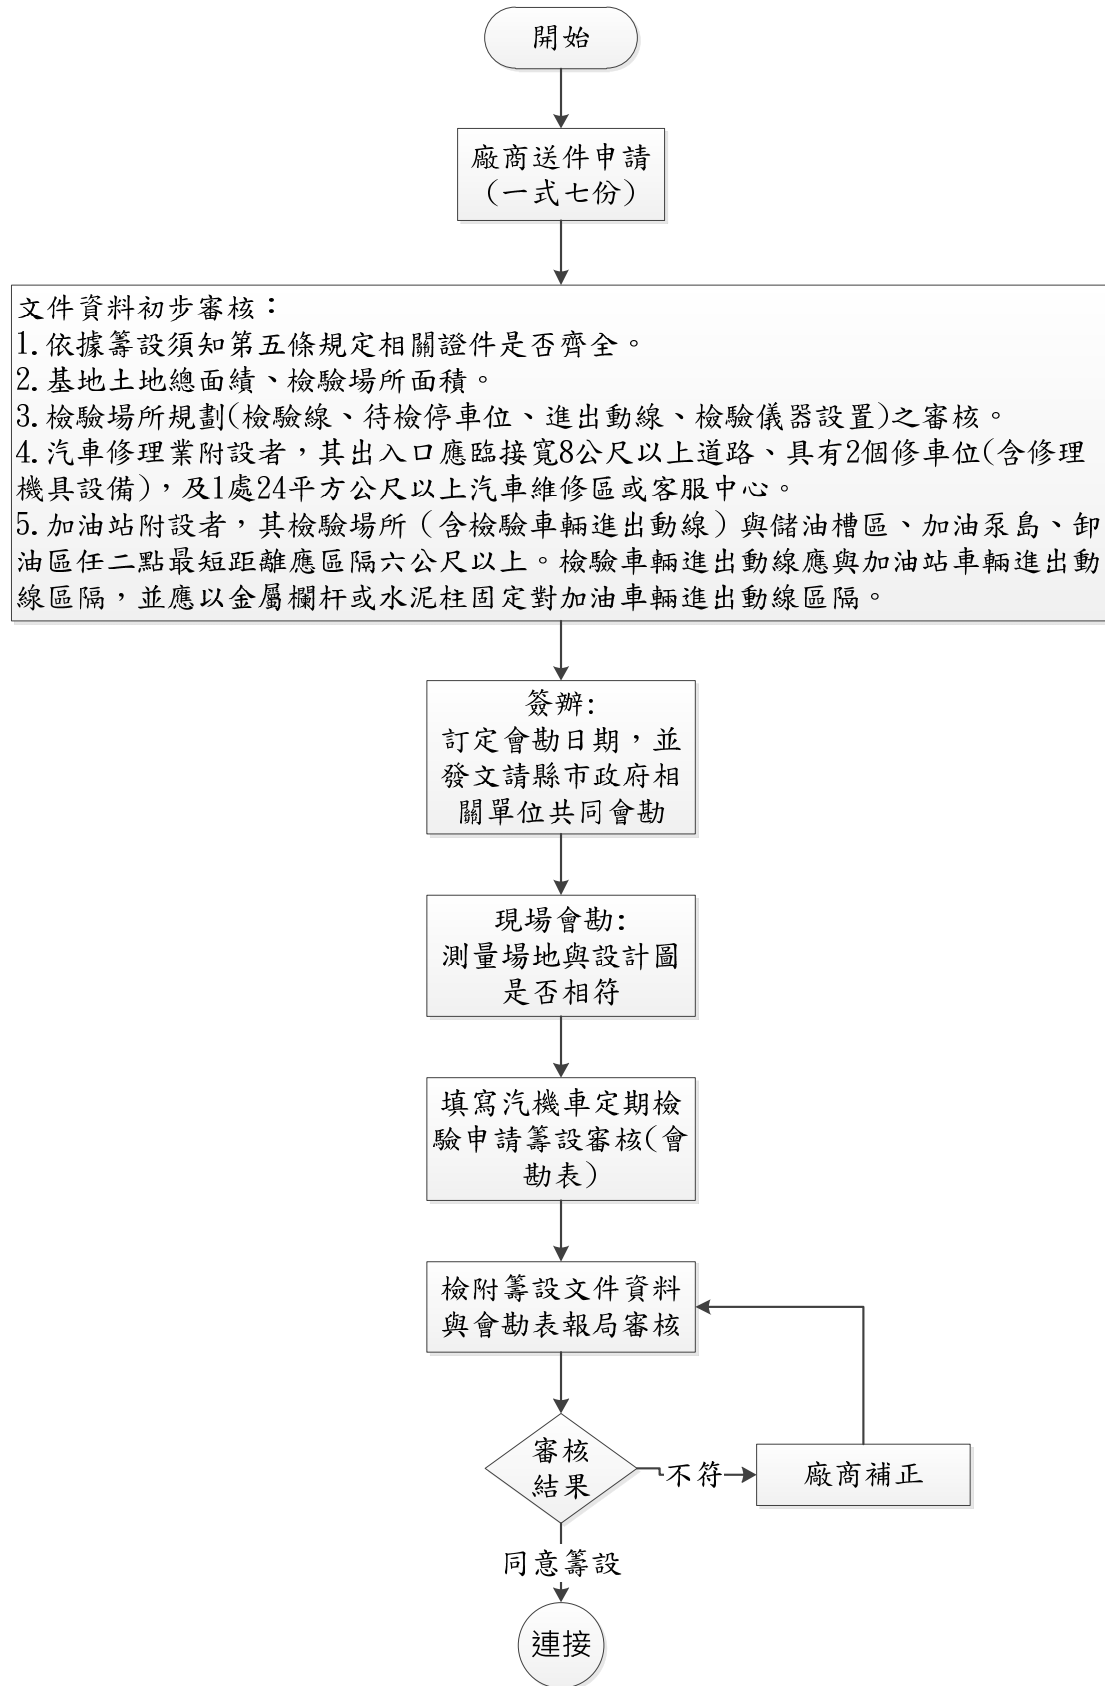 開始
廠商送件申請
(一式七份)
文件資料初步審核：
1.依據籌設須知第五條規定相關證件是否齊全。
2.基地土地總面績、檢驗場所面積。
3.檢驗場所規劃(檢驗線、待檢停車位、進出動線、檢驗儀器設置)之審核。
4.汽車修理業附設者，其出入口應臨接寬8公尺以上道路、具有2個修車位(含修理
機具設備)，及1處24平方公尺以上汽車維修區或客服中心。
5.加油站附設者，其檢驗場所（含檢驗車輛進出動線）與儲油槽區、加油泵島、卸
油區任二點最短距離應區隔六公尺以上。檢驗車輛進出動線應與加油站車輛進出動
線區隔，並應以金屬欄杆或水泥柱固定對加油車輛進出動線區隔。
簽辦:
訂定會勘日期，並
發文請縣市政府相
關單位共同會勘
現場會勘:
測量場地與設計圖
是否相符
填寫汽機車定期檢
驗申請籌設審核(會
勘表)
檢附籌設文件資料
與會勘表報局審核
審核
結果
不符
廠商補正
同意籌設
連接